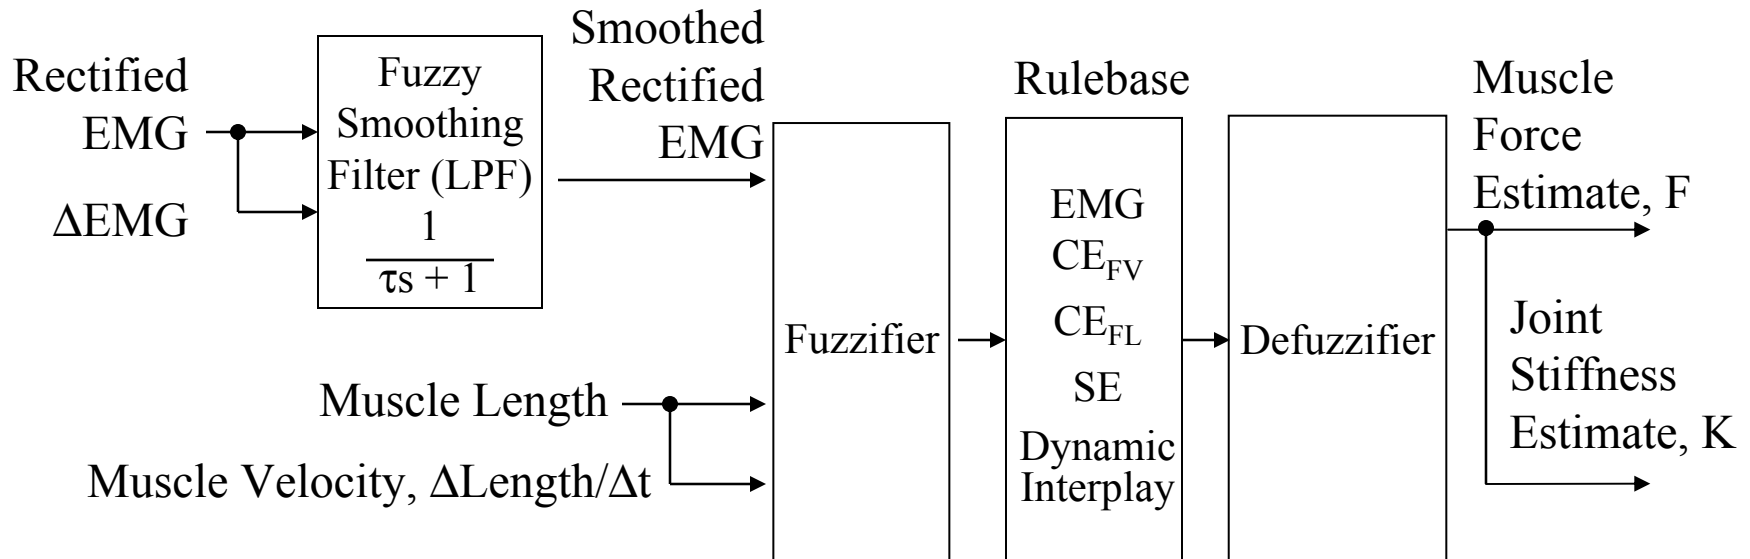 Rectified
EMG
ΔEMG
Fuzzy
Smoothing
Filter (LPF)
1
τs + 1
Smoothed
Rectified
EMG
Muscle Length
Muscle Velocity, ΔLength/Δt
Fuzzifier
Rulebase
EMG
CE_FV
CE_FL
SE
Dynamic
Interplay
Defuzzifier
Muscle
Force
Estimate, F
Joint
Stiffness
Estimate, K